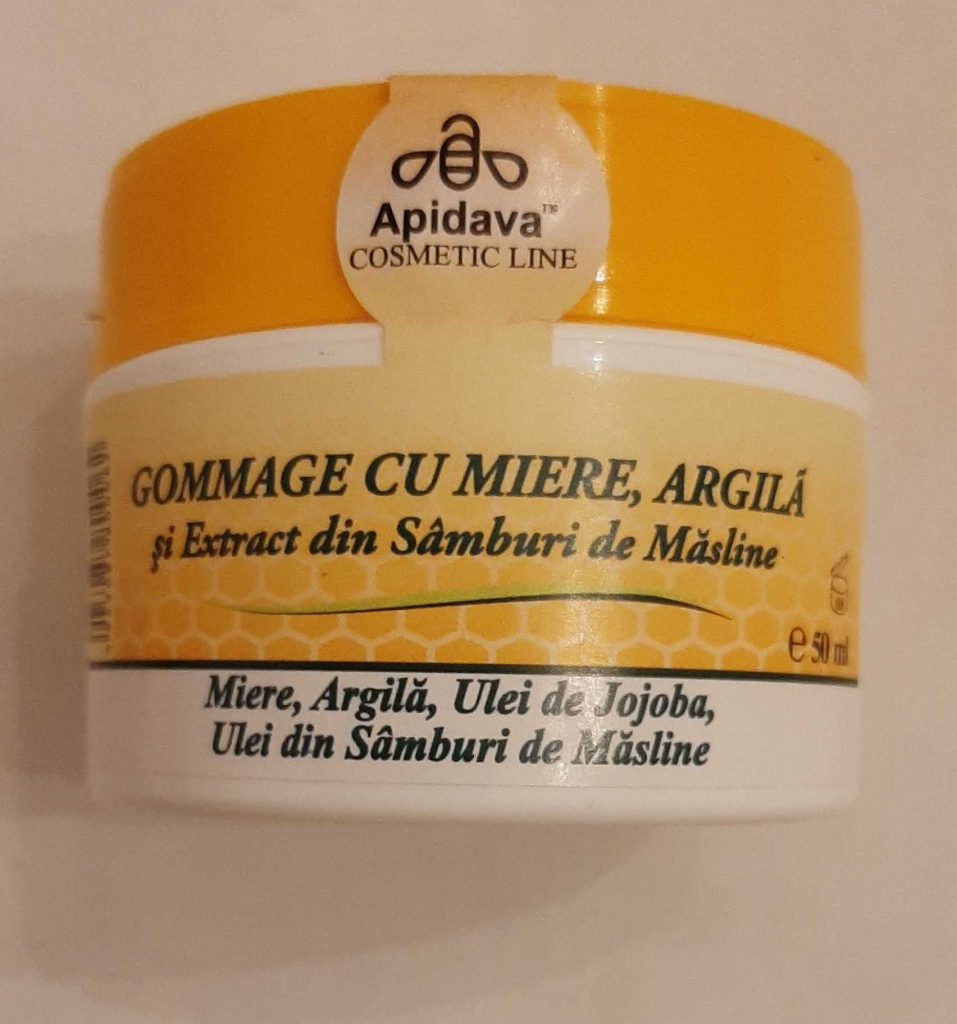 Apidava™
COSMETIC LINE
GOMMAGE CU MIERE, ARGILĂ
și Extract din Sâmburi de Măsline
℮ 50 ml
Miere, Argilă, Ulei de Jojoba,
Ulei din Sâmburi de Măsline